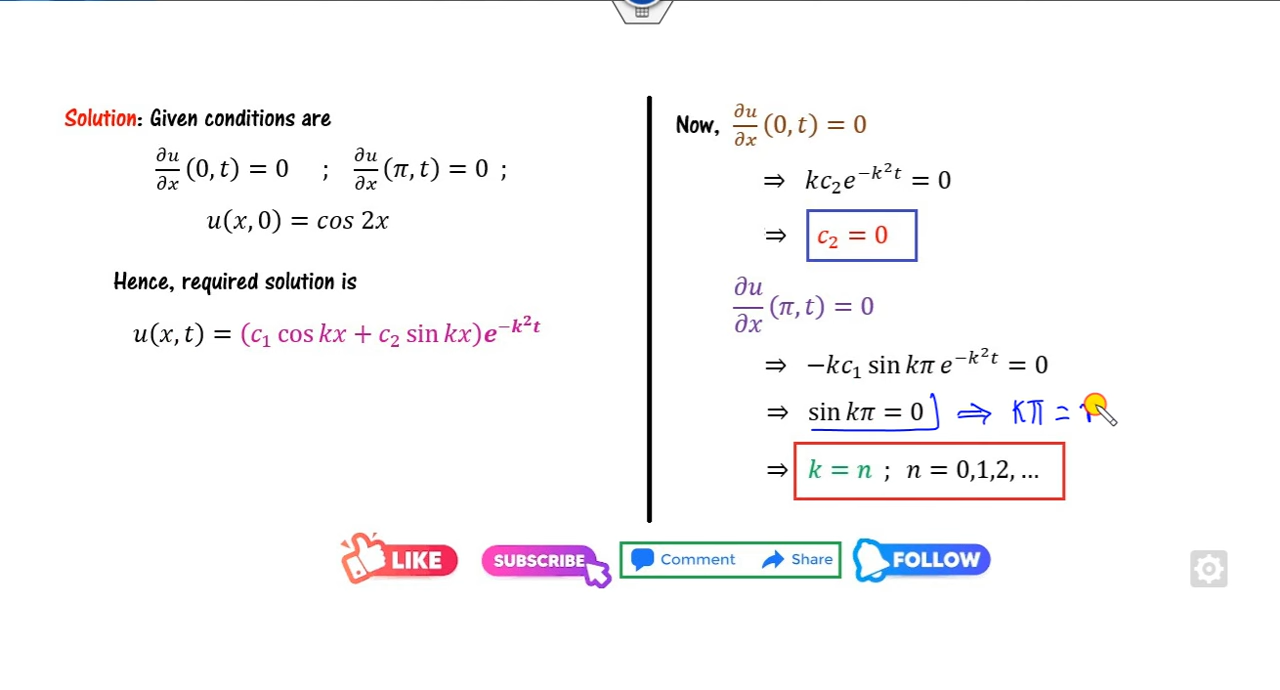 Solution: Given conditions are
∂u/∂x (0, t) = 0 ; ∂u/∂x (π, t) = 0 ;
u(x, 0) = cos 2x
Hence, required solution is
u(x, t) = (c₁ cos kx + c₂ sin kx)e^{−k²t}
Now, ∂u/∂x (0, t) = 0
⇒ kc₂e^{−k²t} = 0
⇒ c₂ = 0
∂u/∂x (π, t) = 0
⇒ −kc₁ sin kπ e^{−k²t} = 0
⇒ sin kπ = 0 ⇒ kπ =
⇒ k = n ; n = 0,1,2, …
LIKE
SUBSCRIBE
Comment
Share
FOLLOW